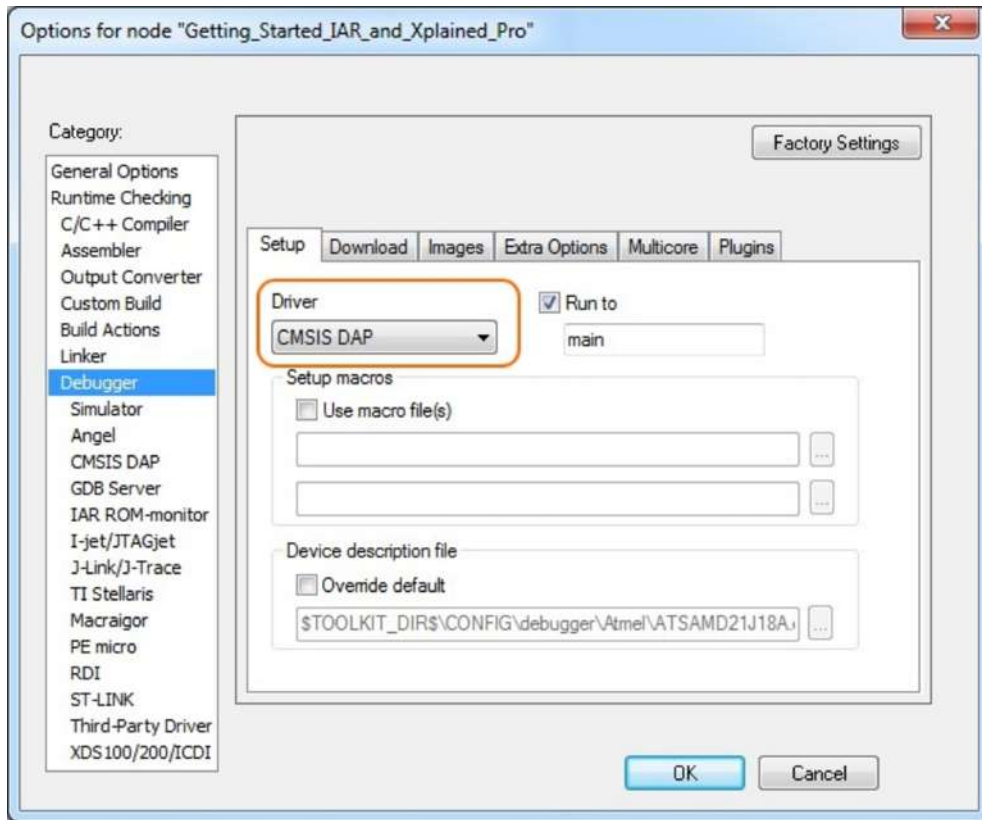 Options for node "Getting_Started_IAR_and_Xplained_Pro"
Category:
General Options
Runtime Checking
C/C++ Compiler
Assembler
Output Converter
Custom Build
Build Actions
Linker
Debugger
Simulator
Angel
CMSIS DAP
GDB Server
IAR ROM-monitor
I-jet/JTAGjet
J-Link/J-Trace
TI Stellaris
Macraigor
PE micro
RDI
ST-LINK
Third-Party Driver
XDS100/200/ICDI
Factory Settings
Setup Download Images Extra Options Multicore Plugins
Driver
CMSIS DAP
Run to
main
Setup macros
Use macro file(s)
...
...
Device description file
Override default
$TOOLKIT_DIR$\CONFIG\debugger\Atmel\ATSAMD21J18A.
...
OK Cancel